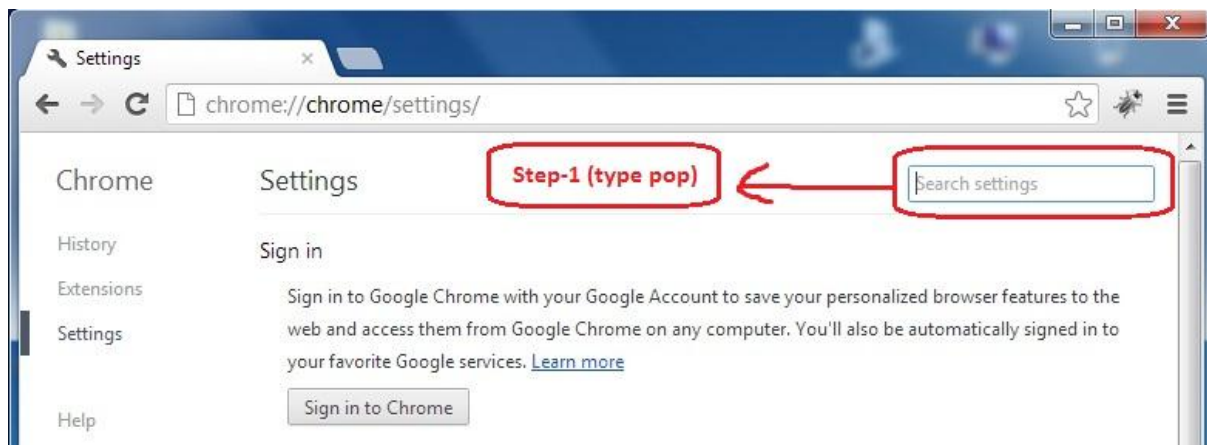 Settings
chrome://chrome/settings/
Chrome
Settings
Step-1 (type pop)
Search settings
History
Extensions
Settings
Help
Sign in
Sign in to Google Chrome with your Google Account to save your personalized browser features to the
web and access them from Google Chrome on any computer. You'll also be automatically signed in to
your favorite Google services. Learn more
Sign in to Chrome